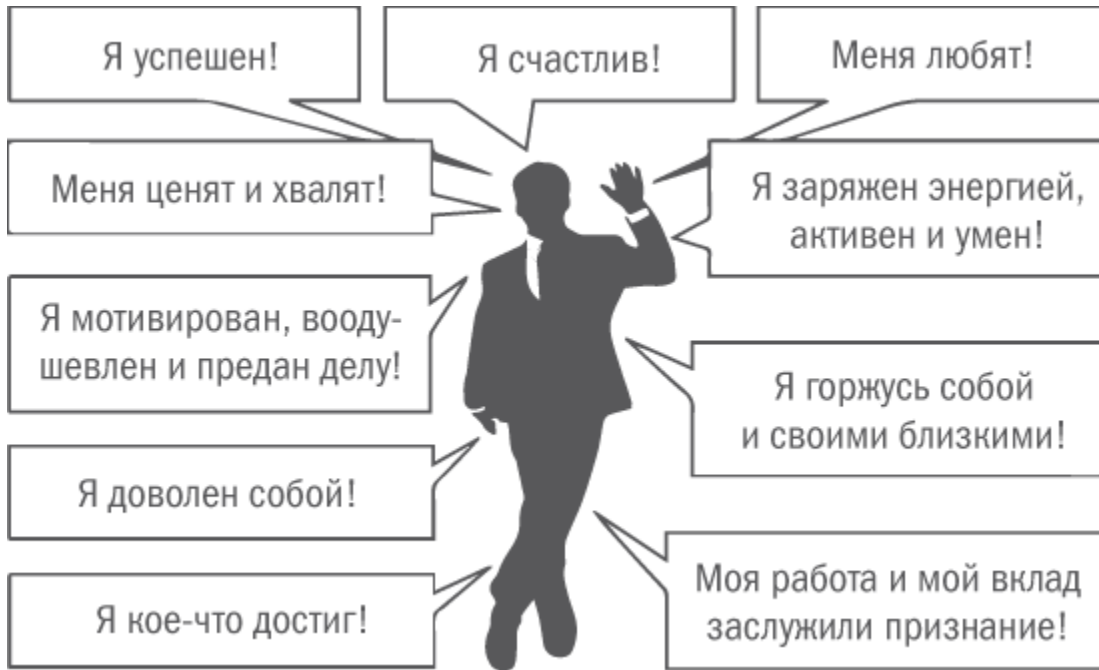 Я успешен!
Я счастлив!
Меня любят!
Меня ценят и хвалят!
Я заряжен энергией,
активен и умен!
Я мотивирован, вооду-
шевлен и предан делу!
Я горжусь собой
и своими близкими!
Я доволен собой!
Я кое-что достиг!
Моя работа и мой вклад
заслужили признание!